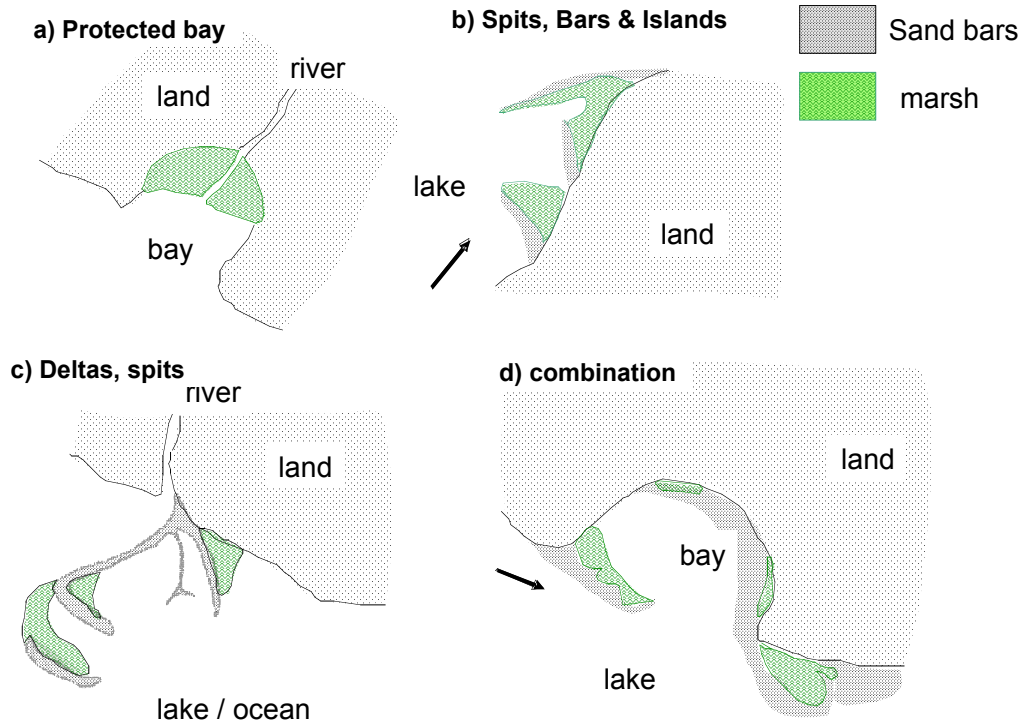 a) Protected bay
river
land
bay
b) Spits, Bars & Islands
lake
land
Sand bars
marsh
c) Deltas, spits
river
land
lake / ocean
d) combination
land
bay
lake